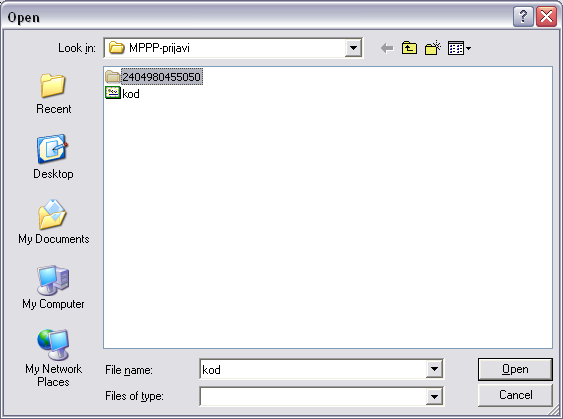 Open
Look in: MPPP-prijavi
2404980455050
kod
Recent
Desktop
My Documents
My Computer
My Network
Places
File name: kod Open
Files of type: Cancel